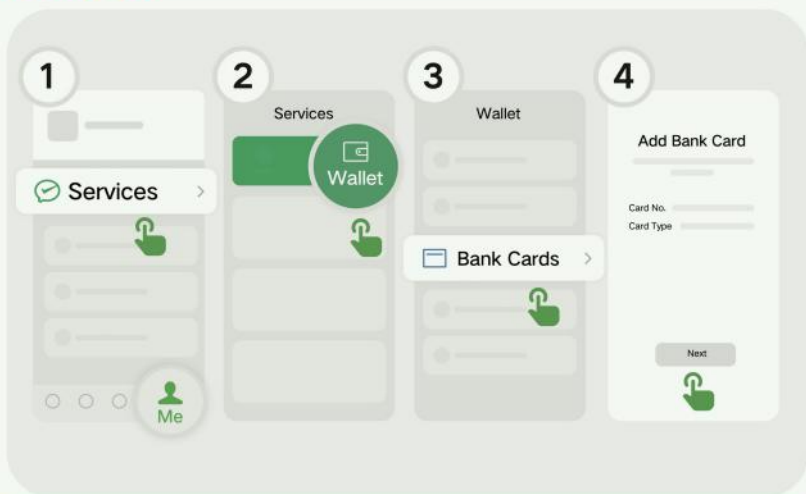 1
Services
Me
2
Services
Wallet
3
Wallet
Bank Cards
4
Add Bank Card
Card No.
Card Type
Next